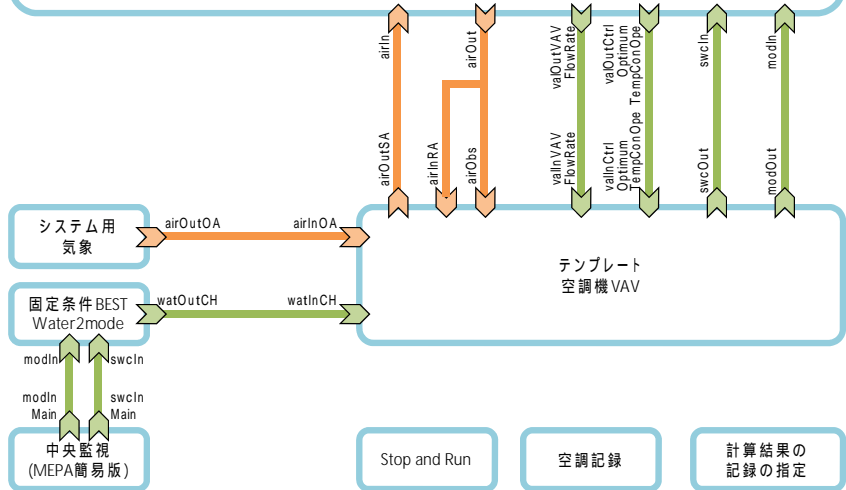 airIn
airOut
valOutVAV
FlowRate
valOutCtrl
Optimum
TempConOpe
swcIn
modIn
airOutSA
airInRA
airObs
valInVAV
FlowRate
valInCtrl
Optimum
TempConOpe
swcOut
modOut
システム用
気象
airOutOA
airInOA
テンプレート
空調機VAV
固定条件BEST
Water2mode
watOutCH
watInCH
modIn
swcIn
modIn
Main
swcIn
Main
中央監視
(MEPA簡易版)
Stop and Run
空調記録
計算結果の
記録の指定